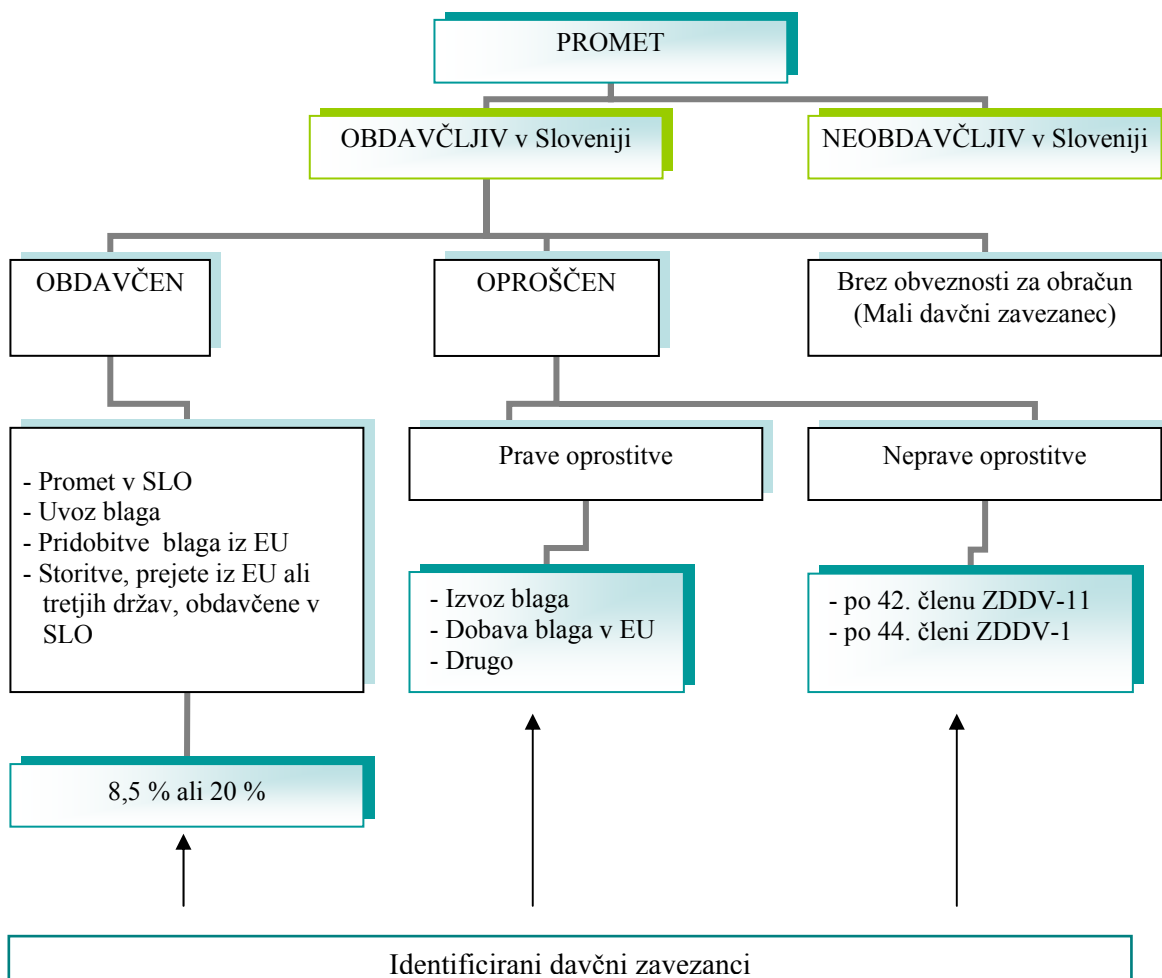 PROMET
OBDAVČLJIV v Sloveniji
NEOBDAVČLJIV v Sloveniji
OBDAVČEN
OPROŠČEN
Brez obveznosti za obračun
(Mali davčni zavezanec)
- Promet v SLO
- Uvoz blaga
- Pridobitve blaga iz EU
- Storitve, prejete iz EU ali
tretjih držav, obdavčene v
SLO
Prave oprostitve
Neprave oprostitve
- Izvoz blaga
- Dobava blaga v EU
- Drugo
- po 42. členu ZDDV-11
- po 44. členi ZDDV-1
8,5 % ali 20 %
Identificirani davčni zavezanci